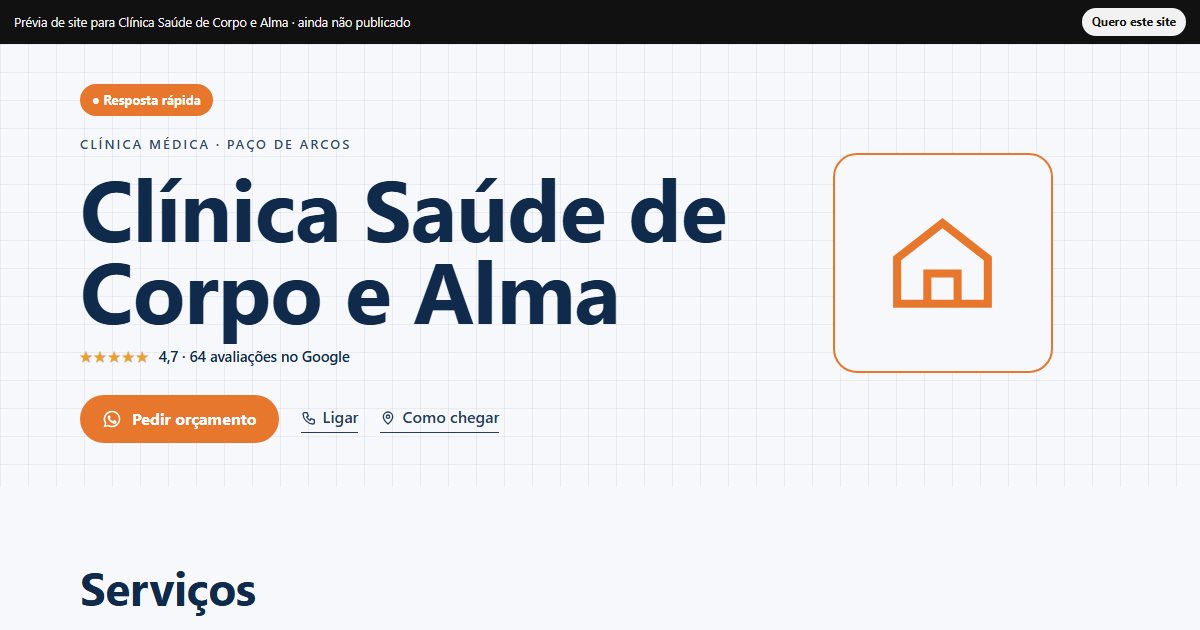 Prévia de site para Clínica Saúde de Corpo e Alma · ainda não publicado
Quero este site
Resposta rápida
CLÍNICA MÉDICA · PAÇO DE ARCOS
Clínica Saúde de
Corpo e Alma
★★★★★ 4,7 · 64 avaliações no Google
Pedir orçamento
Ligar
Como chegar
Serviços